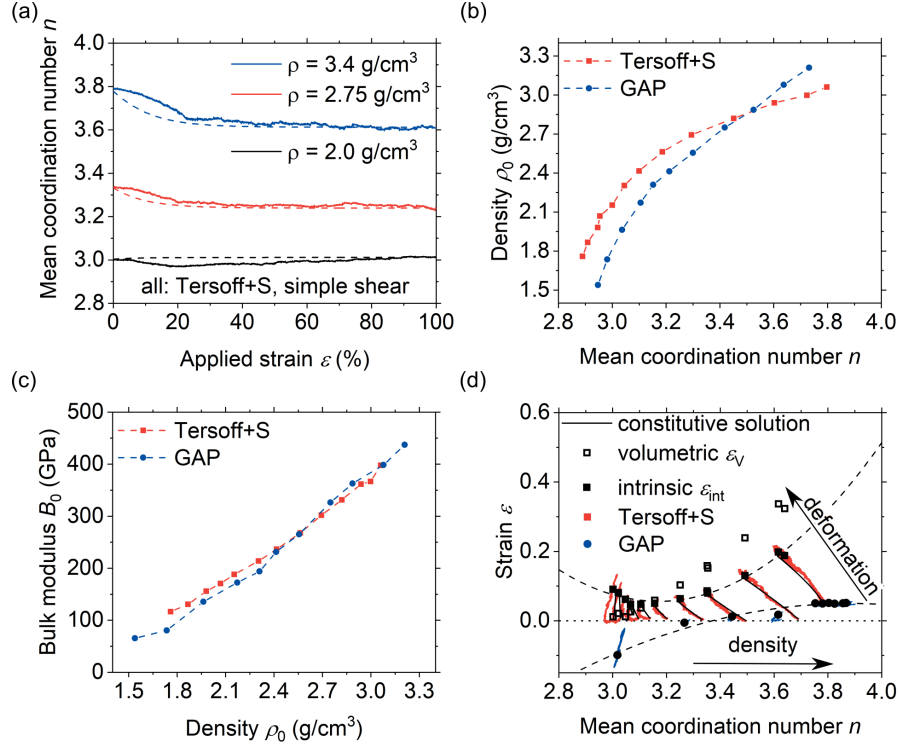 (a)
Mean coordination number n
4.0
3.8
3.6
3.4
3.2
3.0
2.8
ρ = 3.4 g/cm³
ρ = 2.75 g/cm³
ρ = 2.0 g/cm³
all: Tersoff+S, simple shear
0 20 40 60 80 100
Applied strain ε (%)
(b)
Density ρ₀ (g/cm³)
3.3
3.0
2.7
2.4
2.1
1.8
1.5
Tersoff+S
GAP
2.8 3.0 3.2 3.4 3.6 3.8 4.0
Mean coordination number n
(c)
Bulk modulus B₀ (GPa)
500
400
300
200
100
0
Tersoff+S
GAP
1.5 1.8 2.1 2.4 2.7 3.0 3.3
Density ρ₀ (g/cm³)
(d)
Strain ε
0.6
0.4
0.2
0.0
constitutive solution
volumetric εV
intrinsic εint
Tersoff+S
GAP
deformation
density
2.8 3.0 3.2 3.4 3.6 3.8 4.0
Mean coordination number n